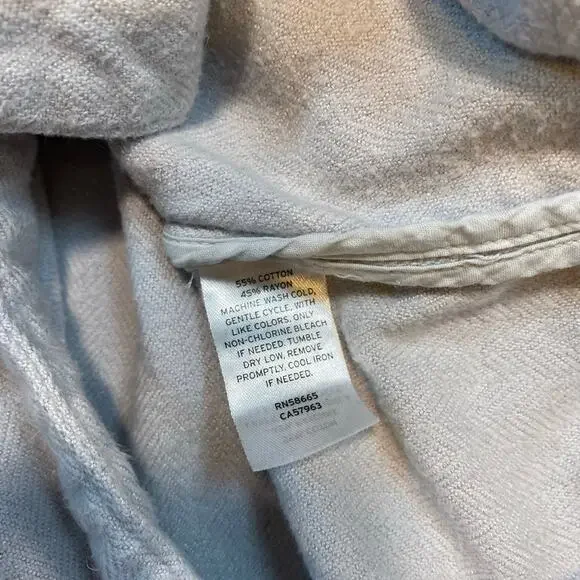 55% COTTON
45% RAYON
MACHINE WASH COLD,
GENTLE CYCLE, WITH
LIKE COLORS. ONLY
NON-CHLORINE BLEACH
IF NEEDED. TUMBLE
DRY LOW, REMOVE
PROMPTLY. COOL IRON
IF NEEDED.
RN58665
CA57963